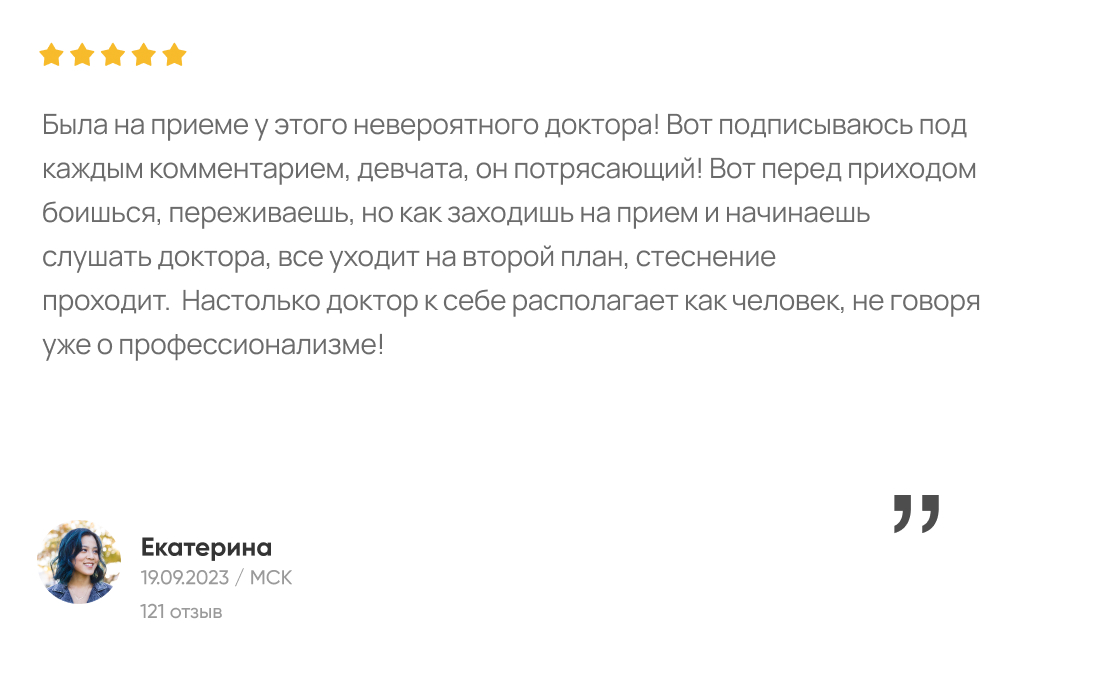 Была на приеме у этого невероятного доктора! Вот подписываюсь под
каждым комментарием, девчата, он потрясающий! Вот перед приходом
боишься, переживаешь, но как заходишь на прием и начинаешь
слушать доктора, все уходит на второй план, стеснение
проходит.  Настолько доктор к себе располагает как человек, не говоря
уже о профессионализме!
”
Екатерина
19.09.2023 / МСК
121 отзыв